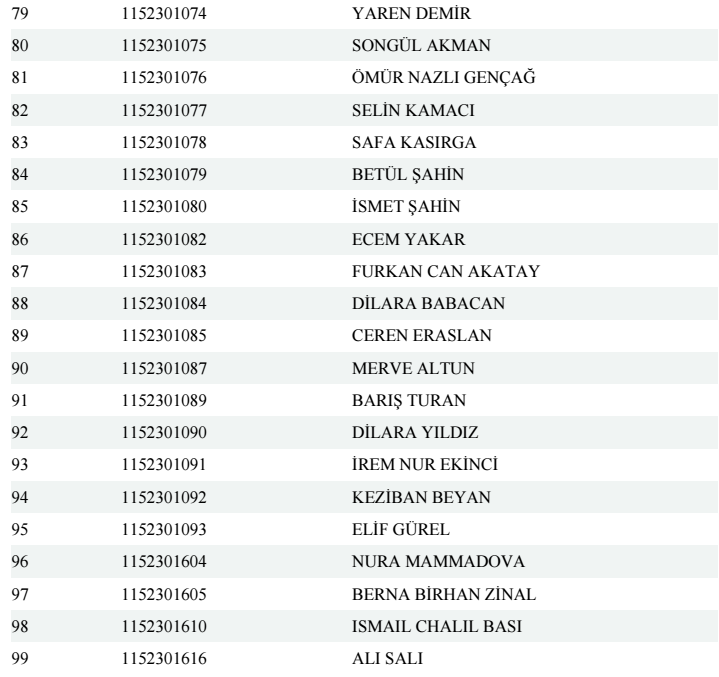 79 1152301074 YAREN DEMİR
80 1152301075 SONGÜL AKMAN
81 1152301076 ÖMÜR NAZLI GENÇAĞ
82 1152301077 SELİN KAMACI
83 1152301078 SAFA KASIRGA
84 1152301079 BETÜL ŞAHİN
85 1152301080 İSMET ŞAHİN
86 1152301082 ECEM YAKAR
87 1152301083 FURKAN CAN AKATAY
88 1152301084 DİLARA BABACAN
89 1152301085 CEREN ERASLAN
90 1152301087 MERVE ALTUN
91 1152301089 BARIŞ TURAN
92 1152301090 DİLARA YILDIZ
93 1152301091 İREM NUR EKİNCİ
94 1152301092 KEZİBAN BEYAN
95 1152301093 ELİF GÜREL
96 1152301604 NURA MAMMADOVA
97 1152301605 BERNA BİRHAN ZİNAL
98 1152301610 ISMAIL CHALIL BASI
99 1152301616 ALI SALI